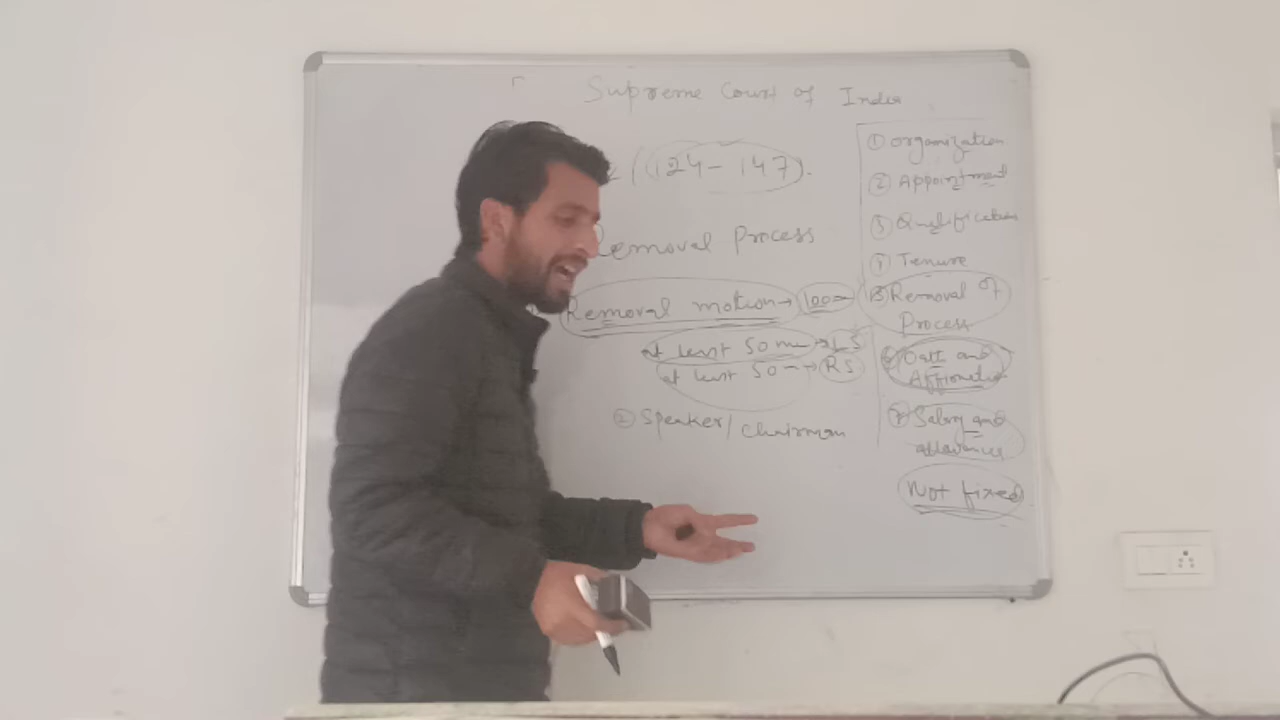 Supreme Court of India
(124 - 147).
Removal Process
Removal motion → 100m
at least 50 m → LS
at least 50 m → RS
② Speaker / Chairman
① Organization
② Appointment
③ Qualification
④ Tenure
⑤ Removal of
Process
⑥ Oath and
⑦ Salary and
allowances
Not fixed